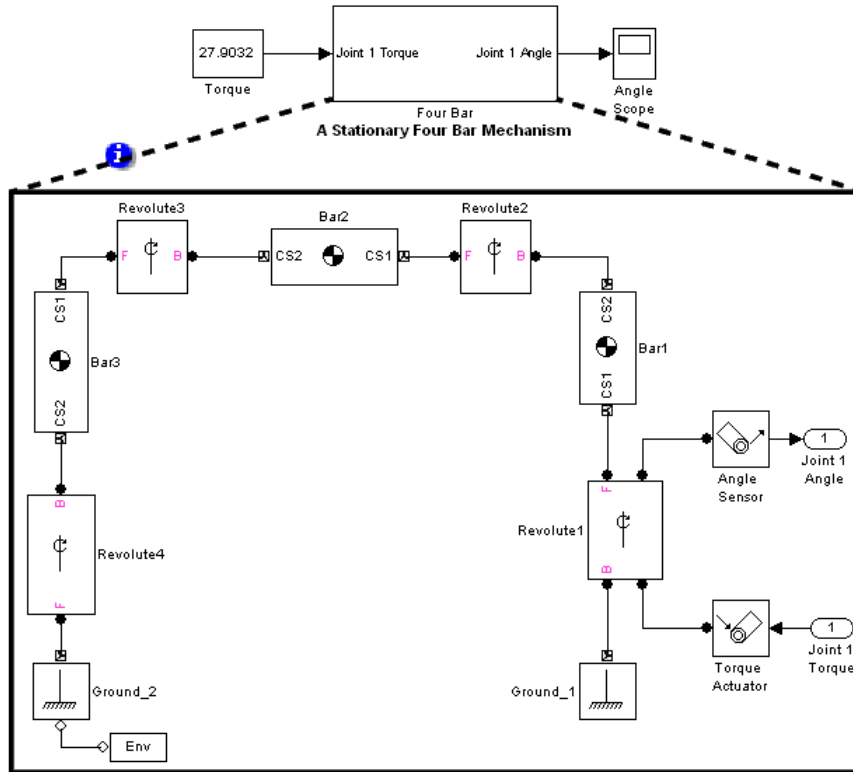 27.9032
Torque
Joint 1 Torque
Joint 1 Angle
Four Bar
Angle
Scope
A Stationary Four Bar Mechanism
i
Revolute3
F
B
Bar2
CS2
CS1
Revolute2
F
B
CS1
CS2
Bar3
CS2
CS1
Bar1
B
F
Revolute4
F
B
Revolute1
Angle
Sensor
1
Joint 1
Angle
Torque
Actuator
1
Joint 1
Torque
Ground_2
Env
Ground_1